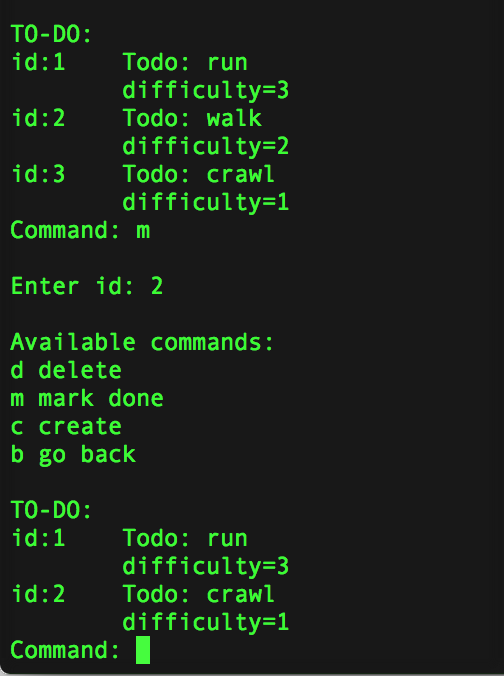 TO-DO:
id:1    Todo: run
        difficulty=3
id:2    Todo: walk
        difficulty=2
id:3    Todo: crawl
        difficulty=1
Command: m

Enter id: 2

Available commands:
d delete
m mark done
c create
b go back

TO-DO:
id:1    Todo: run
        difficulty=3
id:2    Todo: crawl
        difficulty=1
Command: